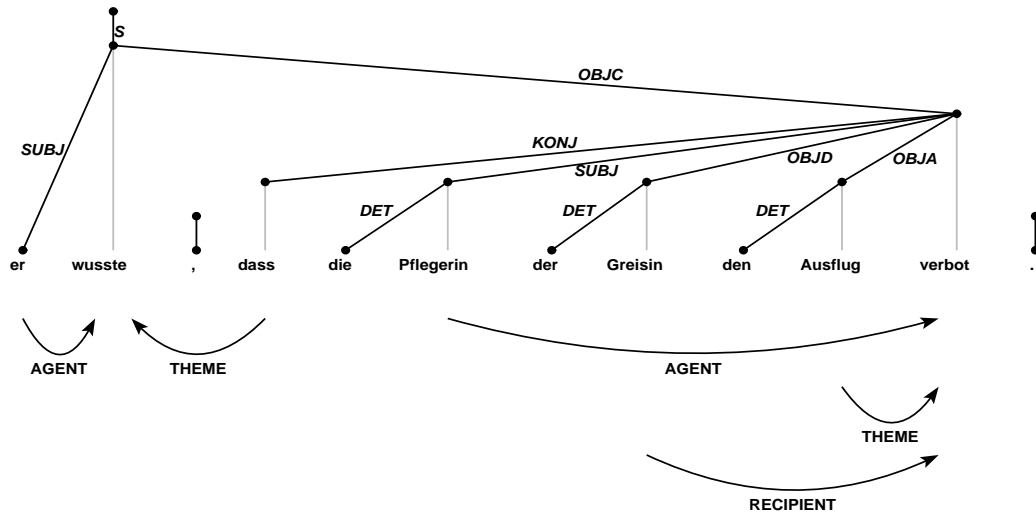 S
OBJC
SUBJ
KONJ
SUBJ
OBJD
OBJA
DET
DET
DET
er wusste , dass die Pflegerin der Greisin den Ausflug verbot .
AGENT THEME AGENT
THEME
RECIPIENT